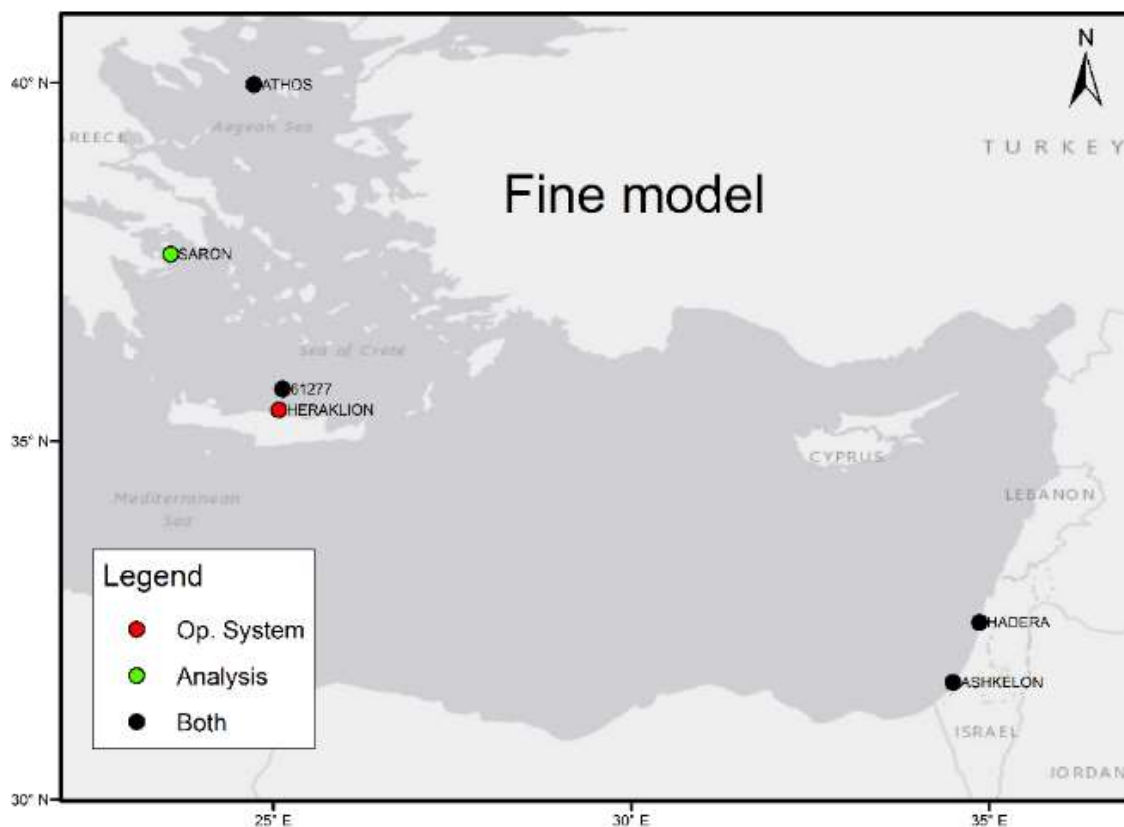 N
40° N
ATHOS
Aegean Sea
REECE
TURKEY
Fine model
SARON
Sea of Crete
61277
HERAKLION
35° N
CYPRUS
Mediterranean
Sea
LEBANON
Legend
Op. System
Analysis
Both
HADERA
ASHKELON
ISRAEL
JORDAN
30° N
25° E
30° E
35° E